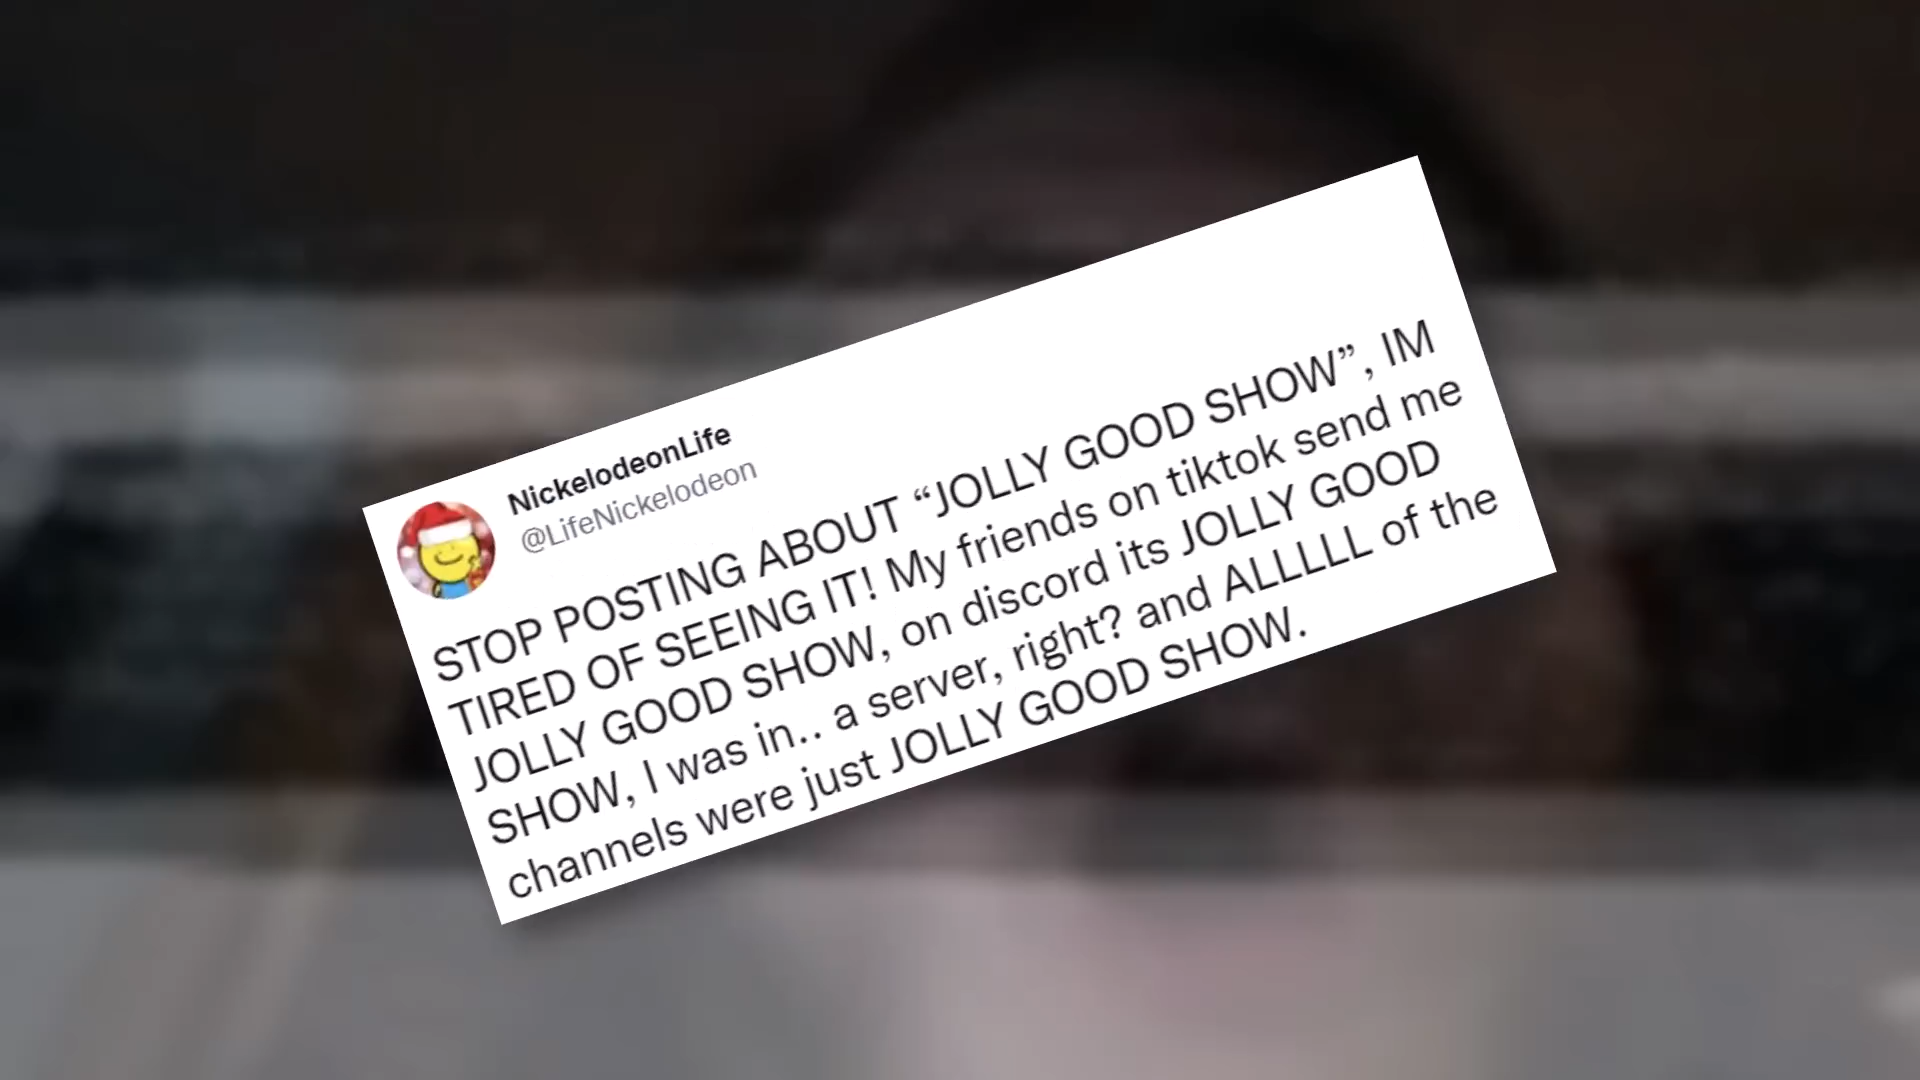 NickelodeonLife
@LifeNickelodeon
STOP POSTING ABOUT “JOLLY GOOD SHOW”, IM
TIRED OF SEEING IT! My friends on tiktok send me
JOLLY GOOD SHOW, on discord its JOLLY GOOD
SHOW, I was in.. a server, right? and ALLLLL of the
channels were just JOLLY GOOD SHOW.